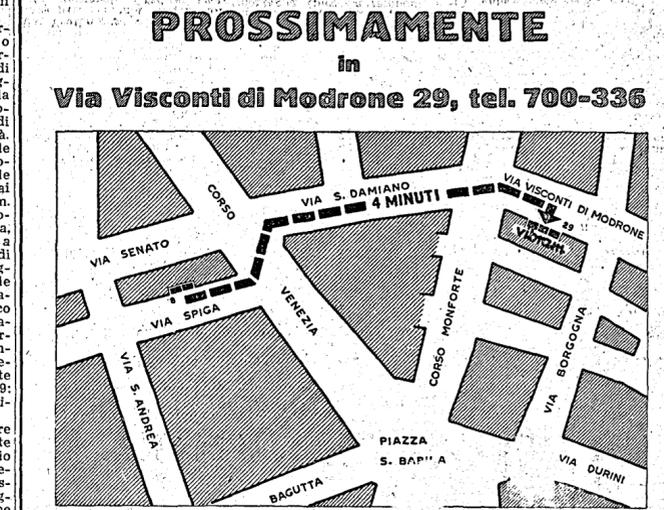 PROSSIMAMENTE
in
Via Visconti di Modrone 29, tel. 700-336
VIA VISCONTI DI MODRONE
CORSO
VIA S. DAMIANO
4 MINUTI
29
VIA SENATO
8
VIA SPIGA
VENEZIA
CORSO MONFORTE
VIA BORGOGNA
VIA S. ANDREA
PIAZZA
S. BAB
VIA DURINI
BAGUTTA